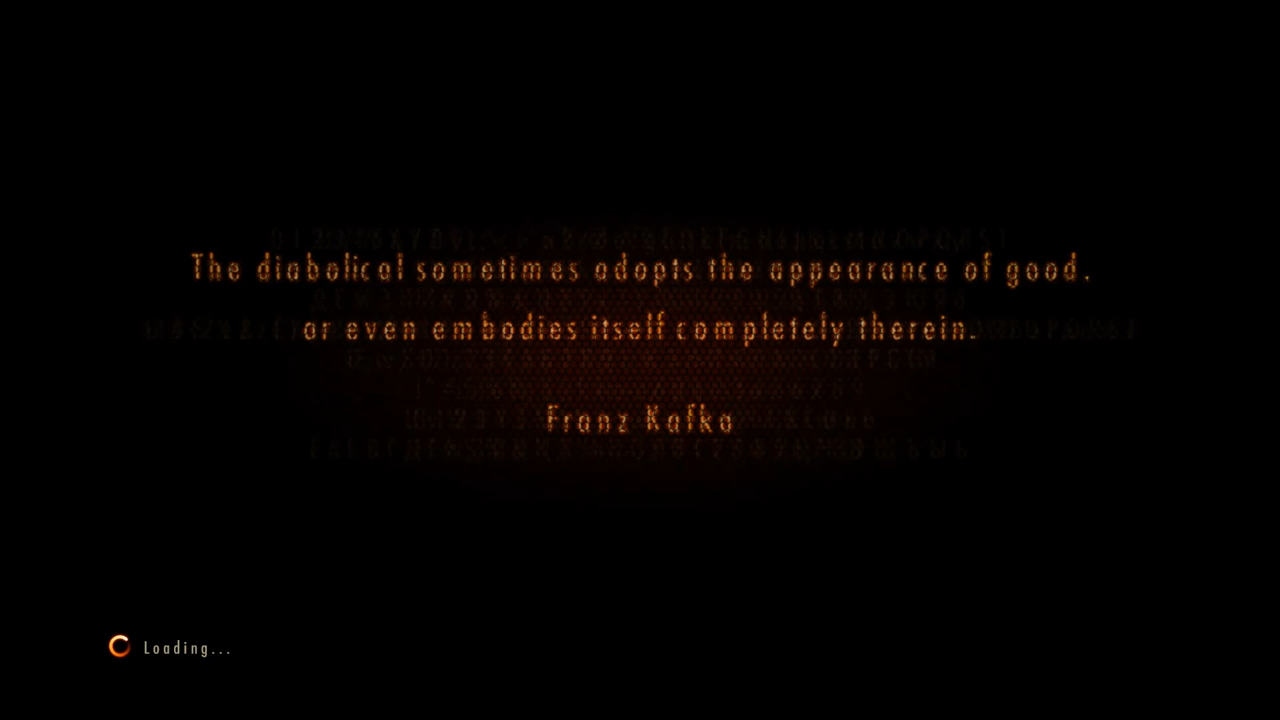 The diabolical sometimes adopts the appearance of good.
or even embodies itself completely therein.
Franz Kafka
Loading...